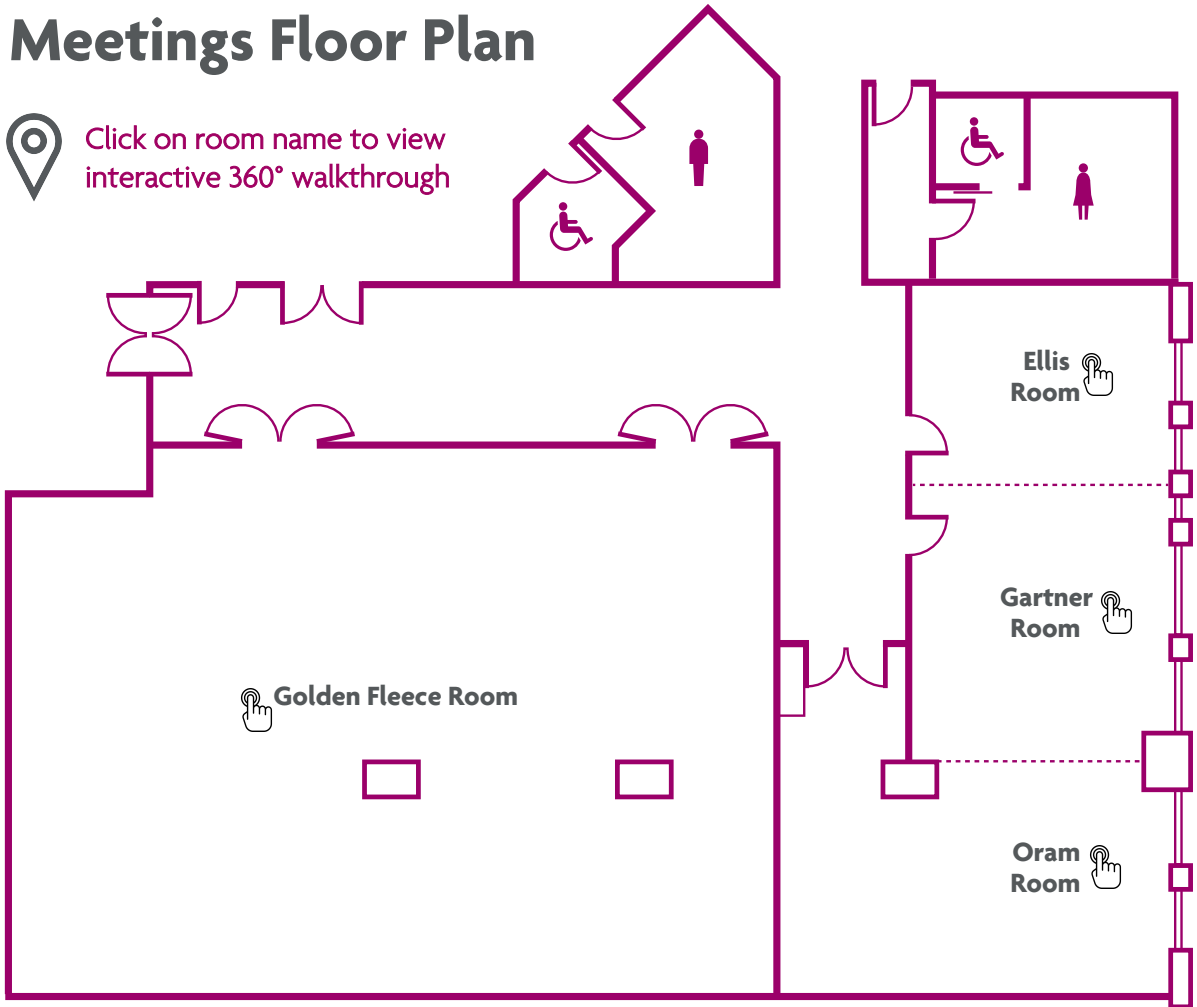 Meetings Floor Plan
Click on room name to view
interactive 360° walkthrough
Ellis
Room
Gartner
Room
Golden Fleece Room
Oram
Room